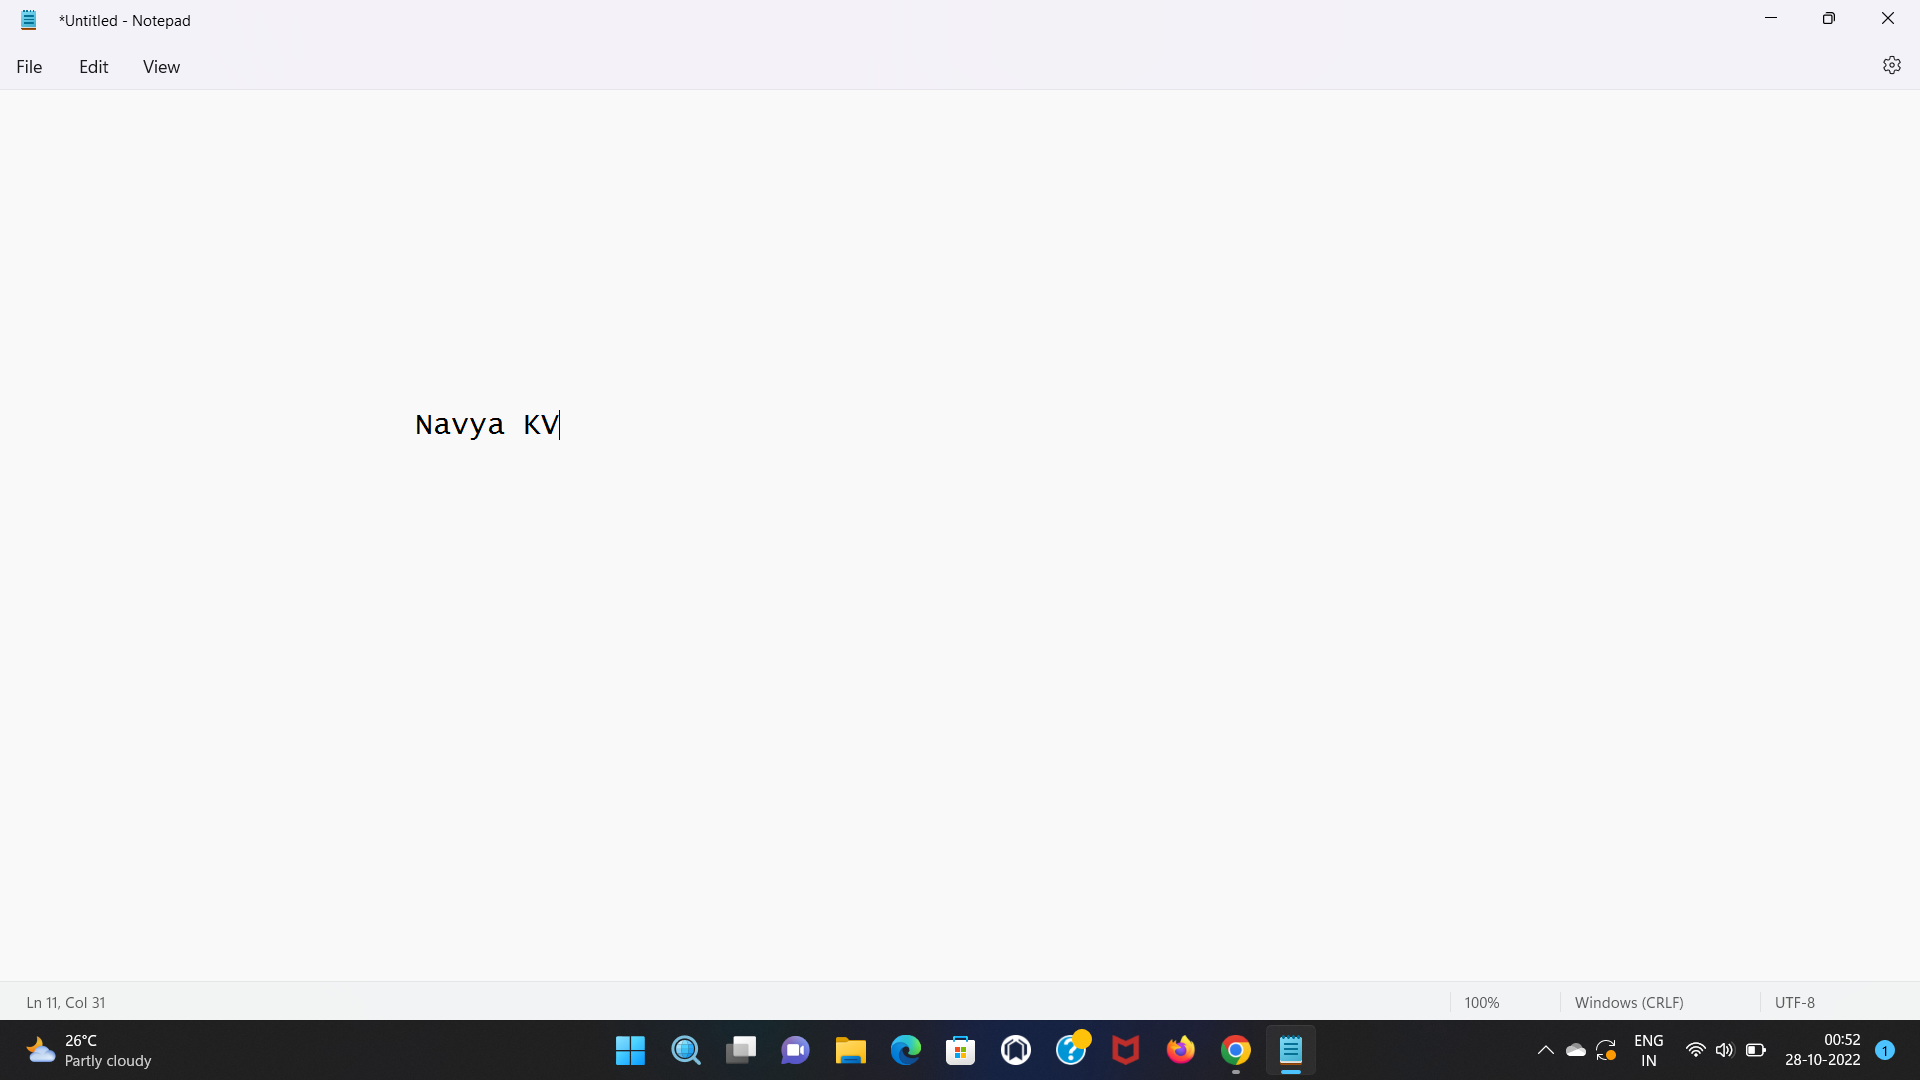 *Untitled - Notepad
File Edit View
Navya KV
Ln 11, Col 31 100% Windows (CRLF) UTF-8
26°C
Partly cloudy
ENG
IN
00:52
28-10-2022
1